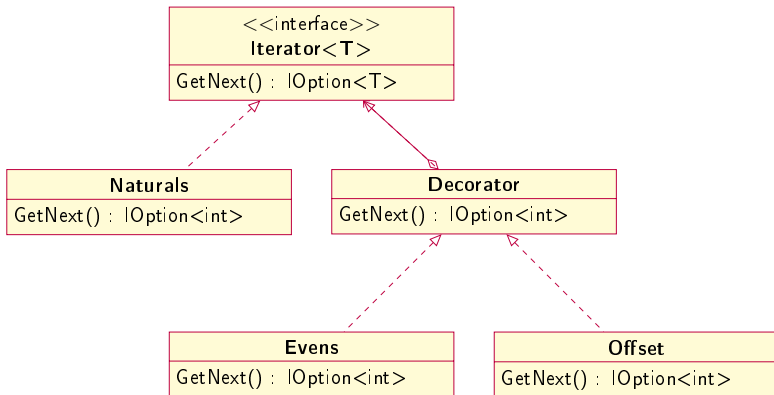 <<interface>>
Iterator<T>
GetNext() : IOption<T>
Naturals
GetNext() : IOption<int>
Decorator
GetNext() : IOption<int>
Evens
GetNext() : IOption<int>
Offset
GetNext() : IOption<int>